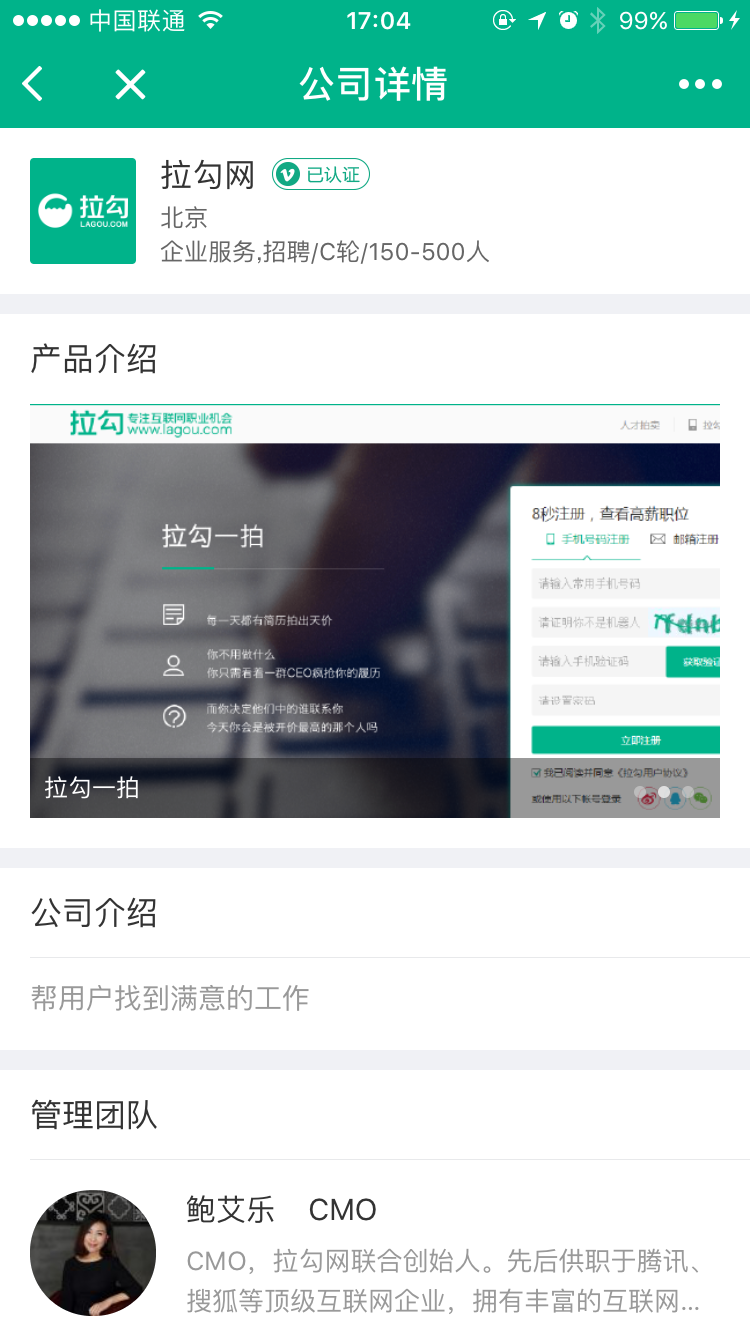 中国联通
17:04
99%
公司详情
拉勾
LAGOU.COM
拉勾网
已认证
北京
企业服务,招聘/C轮/150-500人
产品介绍
拉勾
专注互联网职业机会
www.lagou.com
人才拍卖
拉勾一拍
8秒注册，查看高薪职位
手机号码注册
邮箱注册
请输入常用手机号码
每一天都有简历拍出天价
请证明你不是机器人
你不用做什么
你只需看着一群CEO疯抢你的履历
请输入手机验证码
获取验证
请设置密码
而你决定他们中的谁联系你
今天你会是被开价最高的那个人吗
立即注册
我已阅读并同意《拉勾用户协议》
或使用以下帐号登录
拉勾一拍
公司介绍
帮用户找到满意的工作
管理团队
鲍艾乐 CMO
CMO，拉勾网联合创始人。先后供职于腾讯、
搜狐等顶级互联网企业，拥有丰富的互联网...